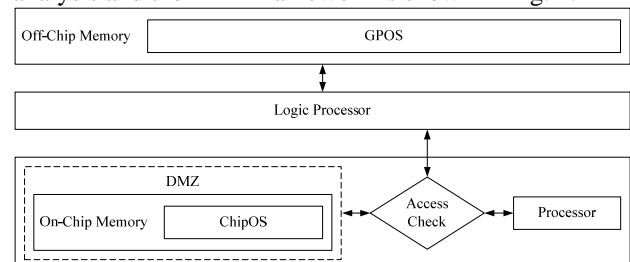 Off-Chip Memory
GPOS
Logic Processor
DMZ
On-Chip Memory
ChipOS
Access
Check
Processor